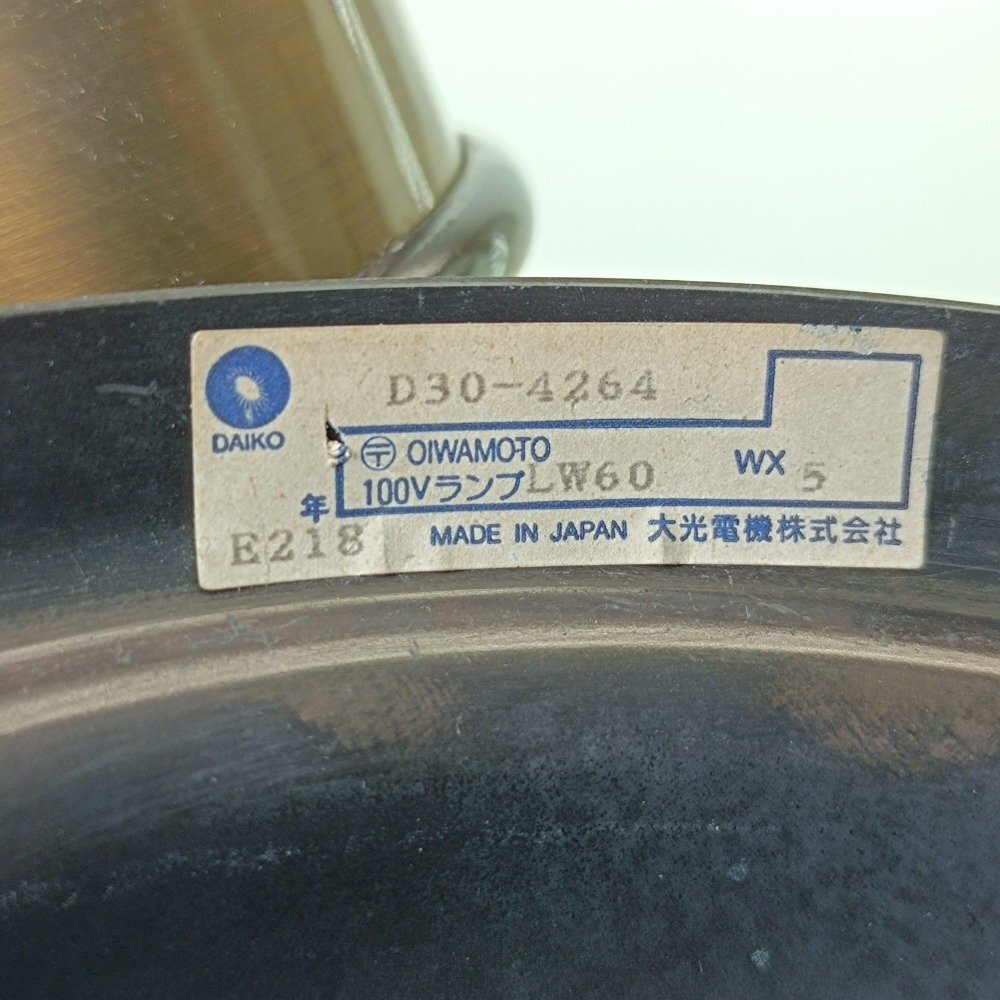 D30-4264
DAIKO
〶 OIWAMOTO
100Vランプ LW60 WX 5
年
E218
MADE IN JAPAN 大光電機株式会社